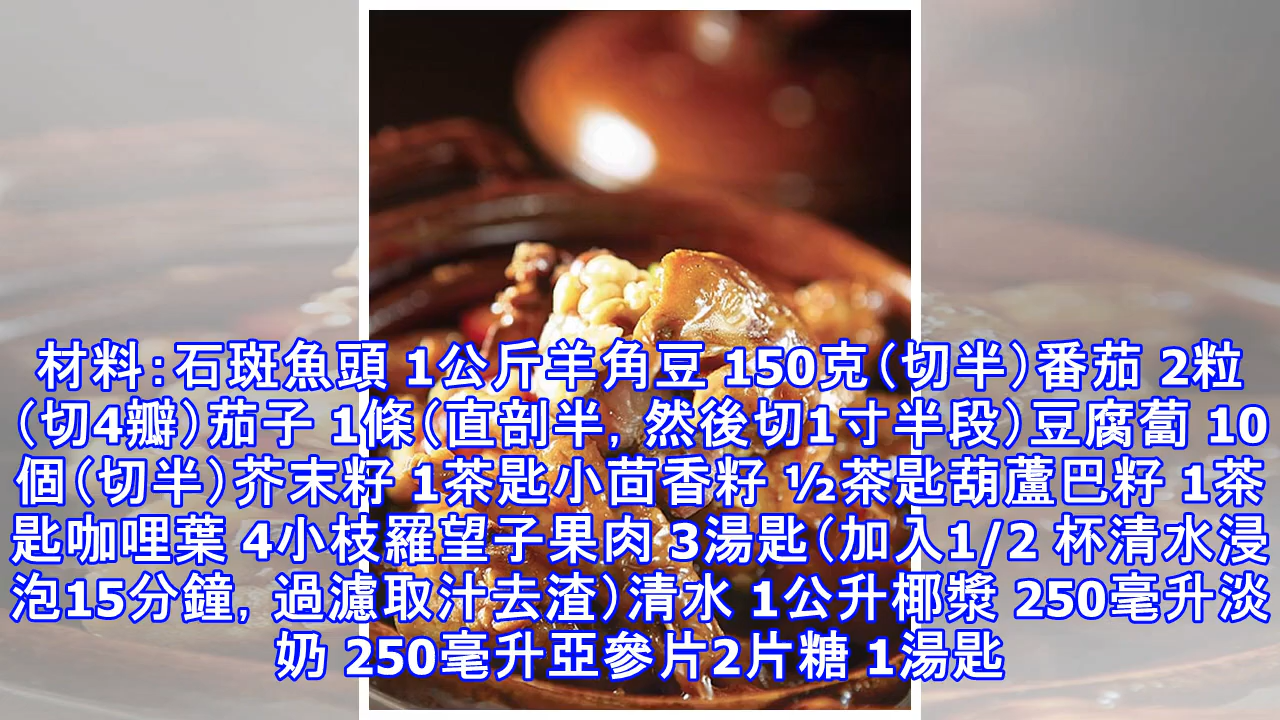 材料：石斑魚頭 1公斤羊角豆 150克（切半）番茄 2粒
（切4瓣）茄子 1條（直剖半，然後切1寸半段）豆腐蔔 10
個（切半）芥末籽 1茶匙小茴香籽 ½茶匙葫蘆巴籽 1茶
匙咖哩葉 4小枝羅望子果肉 3湯匙（加入1/2 杯清水浸
泡15分鐘，過濾取汁去渣）清水 1公升椰漿 250毫升淡
奶 250毫升亞參片2片糖 1湯匙